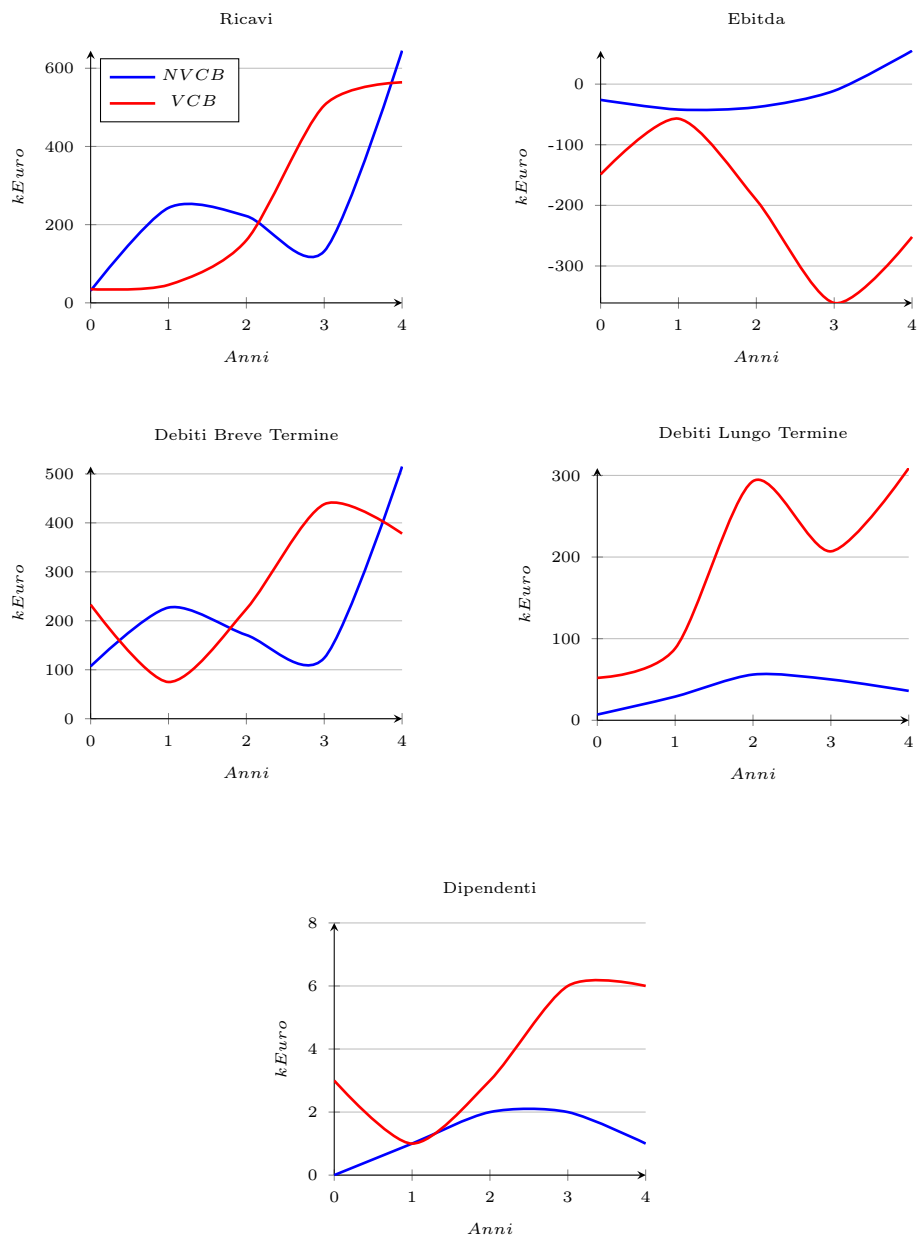 Ricavi
600
400
200
0
kEuro
NVCB
VCB
0 1 2 3 4
Anni
Ebitda
0
-100
-200
-300
kEuro
0 1 2 3 4
Anni
Debiti Breve Termine
500
400
300
200
100
0
kEuro
0 1 2 3 4
Anni
Debiti Lungo Termine
300
200
100
0
kEuro
0 1 2 3 4
Anni
Dipendenti
8
6
4
2
0
kEuro
0 1 2 3 4
Anni